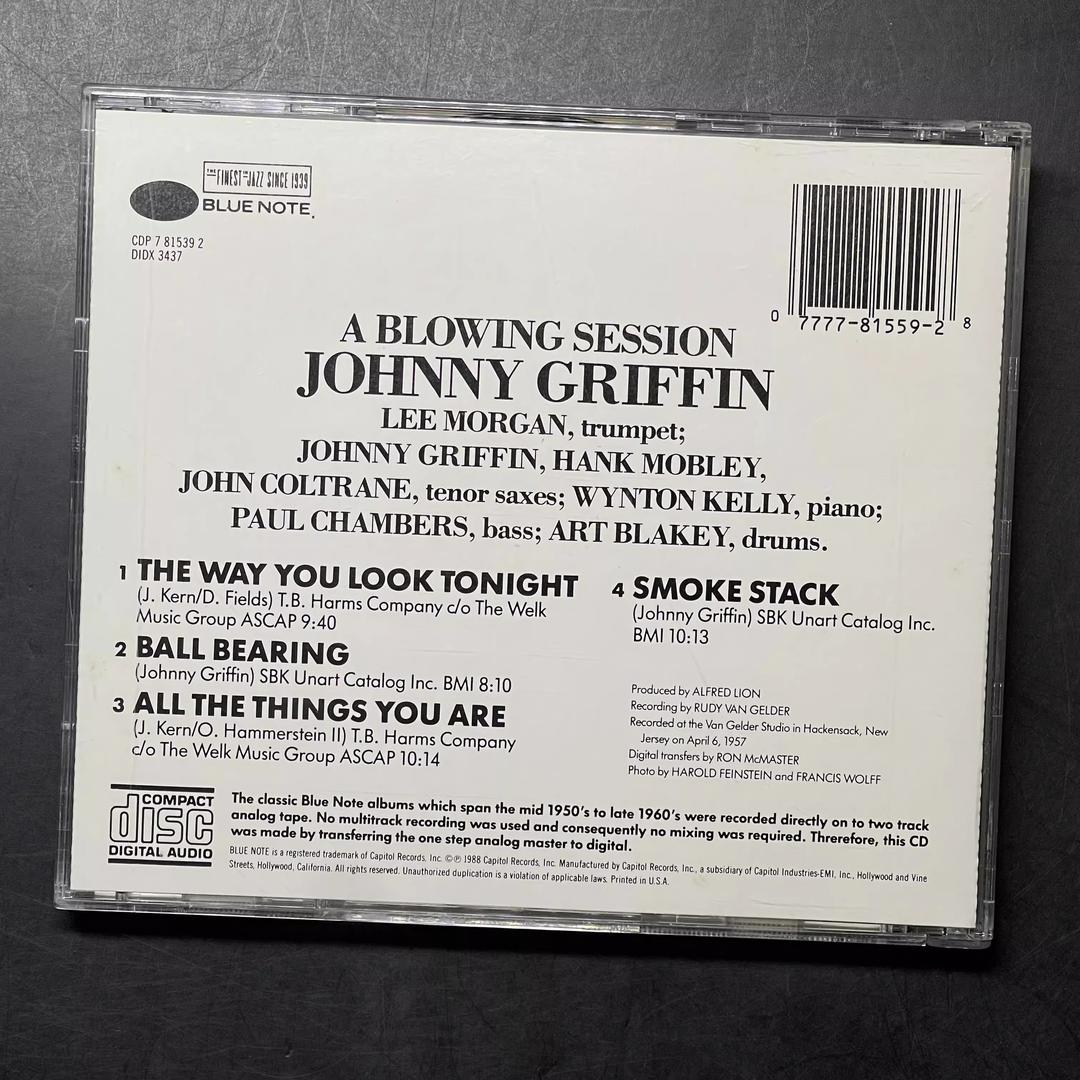 THE FINEST IN JAZZ SINCE 1939
BLUE NOTE.
CDP 7 81539 2
DIDX 3437
0 7777-81559-2 8
A BLOWING SESSION
JOHNNY GRIFFIN
LEE MORGAN, trumpet;
JOHNNY GRIFFIN, HANK MOBLEY,
JOHN COLTRANE, tenor saxes; WYNTON KELLY, piano;
PAUL CHAMBERS, bass; ART BLAKEY, drums.
1 THE WAY YOU LOOK TONIGHT
(J. Kern/D. Fields) T.B. Harms Company c/o The Welk
Music Group ASCAP 9:40
2 BALL BEARING
(Johnny Griffin) SBK Unart Catalog Inc. BMI 8:10
3 ALL THE THINGS YOU ARE
(J. Kern/O. Hammerstein II) T.B. Harms Company
c/o The Welk Music Group ASCAP 10:14
4 SMOKE STACK
(Johnny Griffin) SBK Unart Catalog Inc.
BMI 10:13
Produced by ALFRED LION
Recording by RUDY VAN GELDER
Recorded at the Van Gelder Studio in Hackensack, New
Jersey on April 6, 1957
Digital transfers by RON McMASTER
Photo by HAROLD FEINSTEIN and FRANCIS WOLFF
COMPACT
disc
DIGITAL AUDIO
The classic Blue Note albums which span the mid 1950's to late 1960's were recorded directly on to two track
analog tape. No multitrack recording was used and consequently no mixing was required. Threrefore, this CD
was made by transferring the one step analog master to digital.
BLUE NOTE is a registered trademark of Capitol Records, Inc. ©℗ 1988 Capitol Records, Inc. Manufactured by Capitol Records, Inc., a subsidiary of Capitol Industries-EMI, Inc., Hollywood and Vine
Streets, Hollywood, California. All rights reserved. Unauthorized duplication is a violation of applicable laws. Printed in U.S.A.